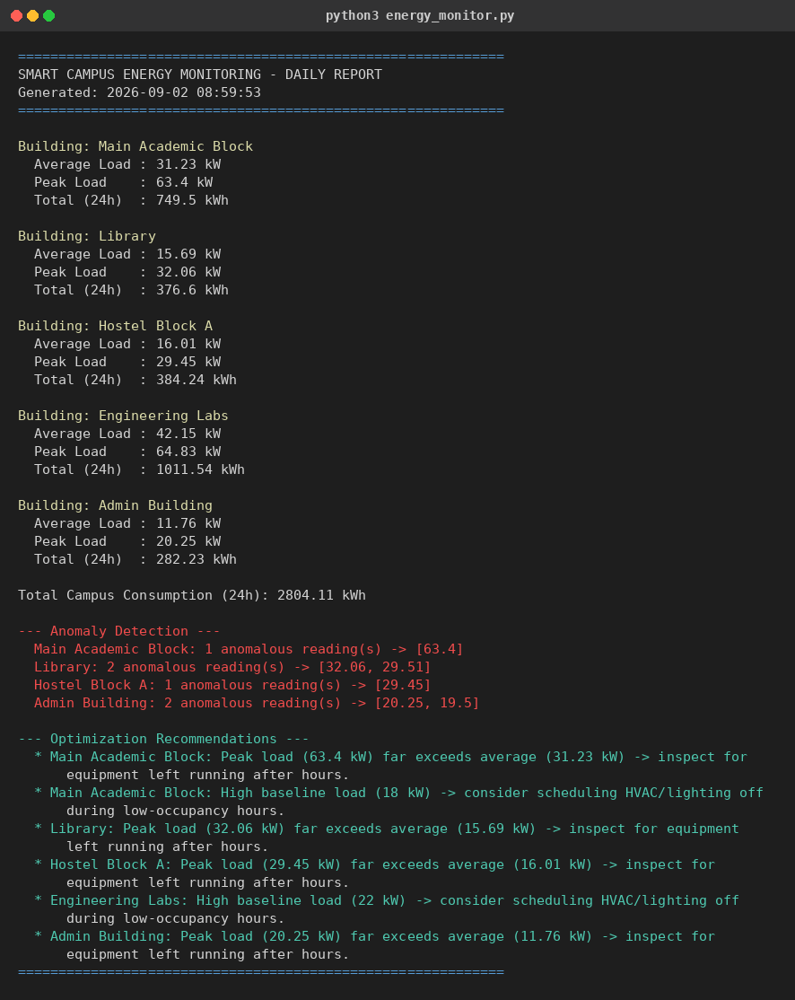 python3 energy_monitor.py
============================================================
SMART CAMPUS ENERGY MONITORING - DAILY REPORT
Generated: 2026-09-02 08:59:53
============================================================
Building: Main Academic Block
  Average Load : 31.23 kW
  Peak Load    : 63.4 kW
  Total (24h)  : 749.5 kWh
Building: Library
  Average Load : 15.69 kW
  Peak Load    : 32.06 kW
  Total (24h)  : 376.6 kWh
Building: Hostel Block A
  Average Load : 16.01 kW
  Peak Load    : 29.45 kW
  Total (24h)  : 384.24 kWh
Building: Engineering Labs
  Average Load : 42.15 kW
  Peak Load    : 64.83 kW
  Total (24h)  : 1011.54 kWh
Building: Admin Building
  Average Load : 11.76 kW
  Peak Load    : 20.25 kW
  Total (24h)  : 282.23 kWh
Total Campus Consumption (24h): 2804.11 kWh
--- Anomaly Detection ---
  Main Academic Block: 1 anomalous reading(s) -> [63.4]
  Library: 2 anomalous reading(s) -> [32.06, 29.51]
  Hostel Block A: 1 anomalous reading(s) -> [29.45]
  Admin Building: 2 anomalous reading(s) -> [20.25, 19.5]
--- Optimization Recommendations ---
  * Main Academic Block: Peak load (63.4 kW) far exceeds average (31.23 kW) -> inspect for
      equipment left running after hours.
  * Main Academic Block: High baseline load (18 kW) -> consider scheduling HVAC/lighting off
      during low-occupancy hours.
  * Library: Peak load (32.06 kW) far exceeds average (15.69 kW) -> inspect for equipment
      left running after hours.
  * Hostel Block A: Peak load (29.45 kW) far exceeds average (16.01 kW) -> inspect for
      equipment left running after hours.
  * Engineering Labs: High baseline load (22 kW) -> consider scheduling HVAC/lighting off
      during low-occupancy hours.
  * Admin Building: Peak load (20.25 kW) far exceeds average (11.76 kW) -> inspect for
      equipment left running after hours.
============================================================